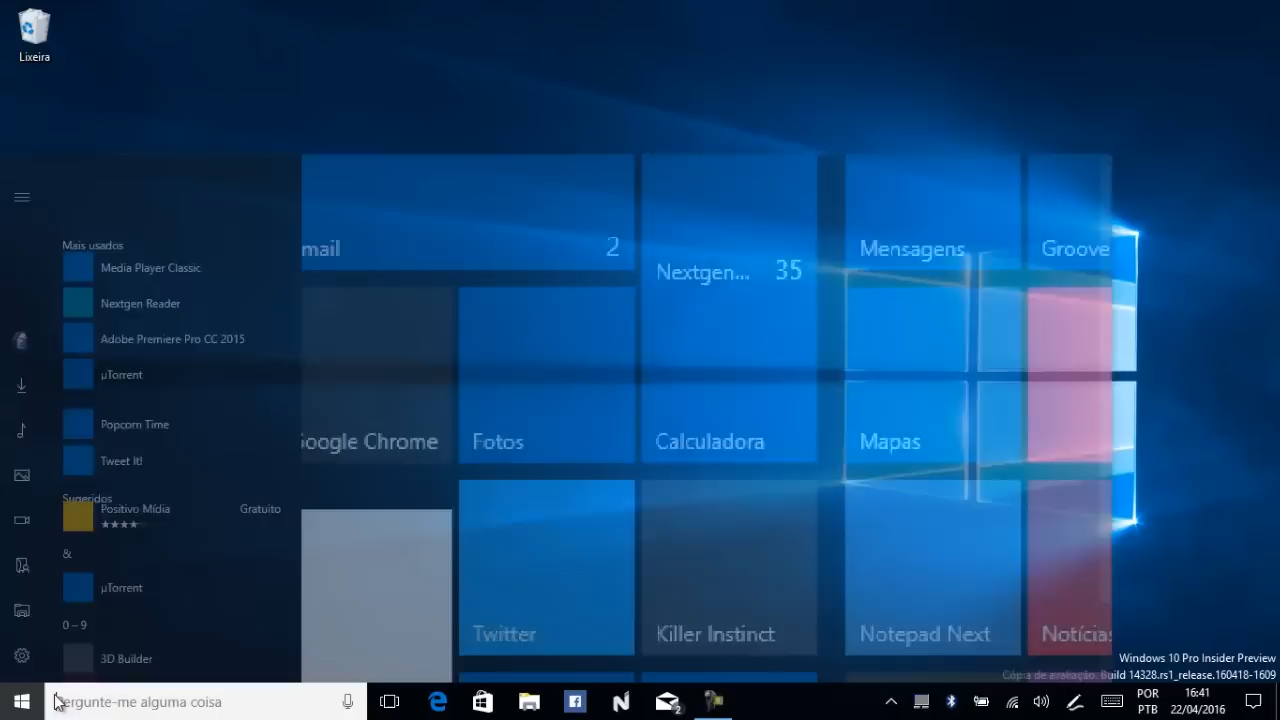 Lixeira
Mais usados
Media Player Classic
Nextgen Reader
Adobe Premiere Pro CC 2015
µTorrent
Popcorn Time
Tweet It!
Sugeridos
Positivo Mídia Gratuito
&
µTorrent
0 – 9
3D Builder
mail 2
Nextgen... 35
Mensagens
Groove
Google Chrome
Fotos
Calculadora
Mapas
Twitter
Killer Instinct
Notepad Next
Notícias
Windows 10 Pro Insider Preview
Cópia de avaliação. Build 14328.rs1_release.160418-1609
ergunte-me alguma coisa
2
POR
PTB
16:41
22/04/2016